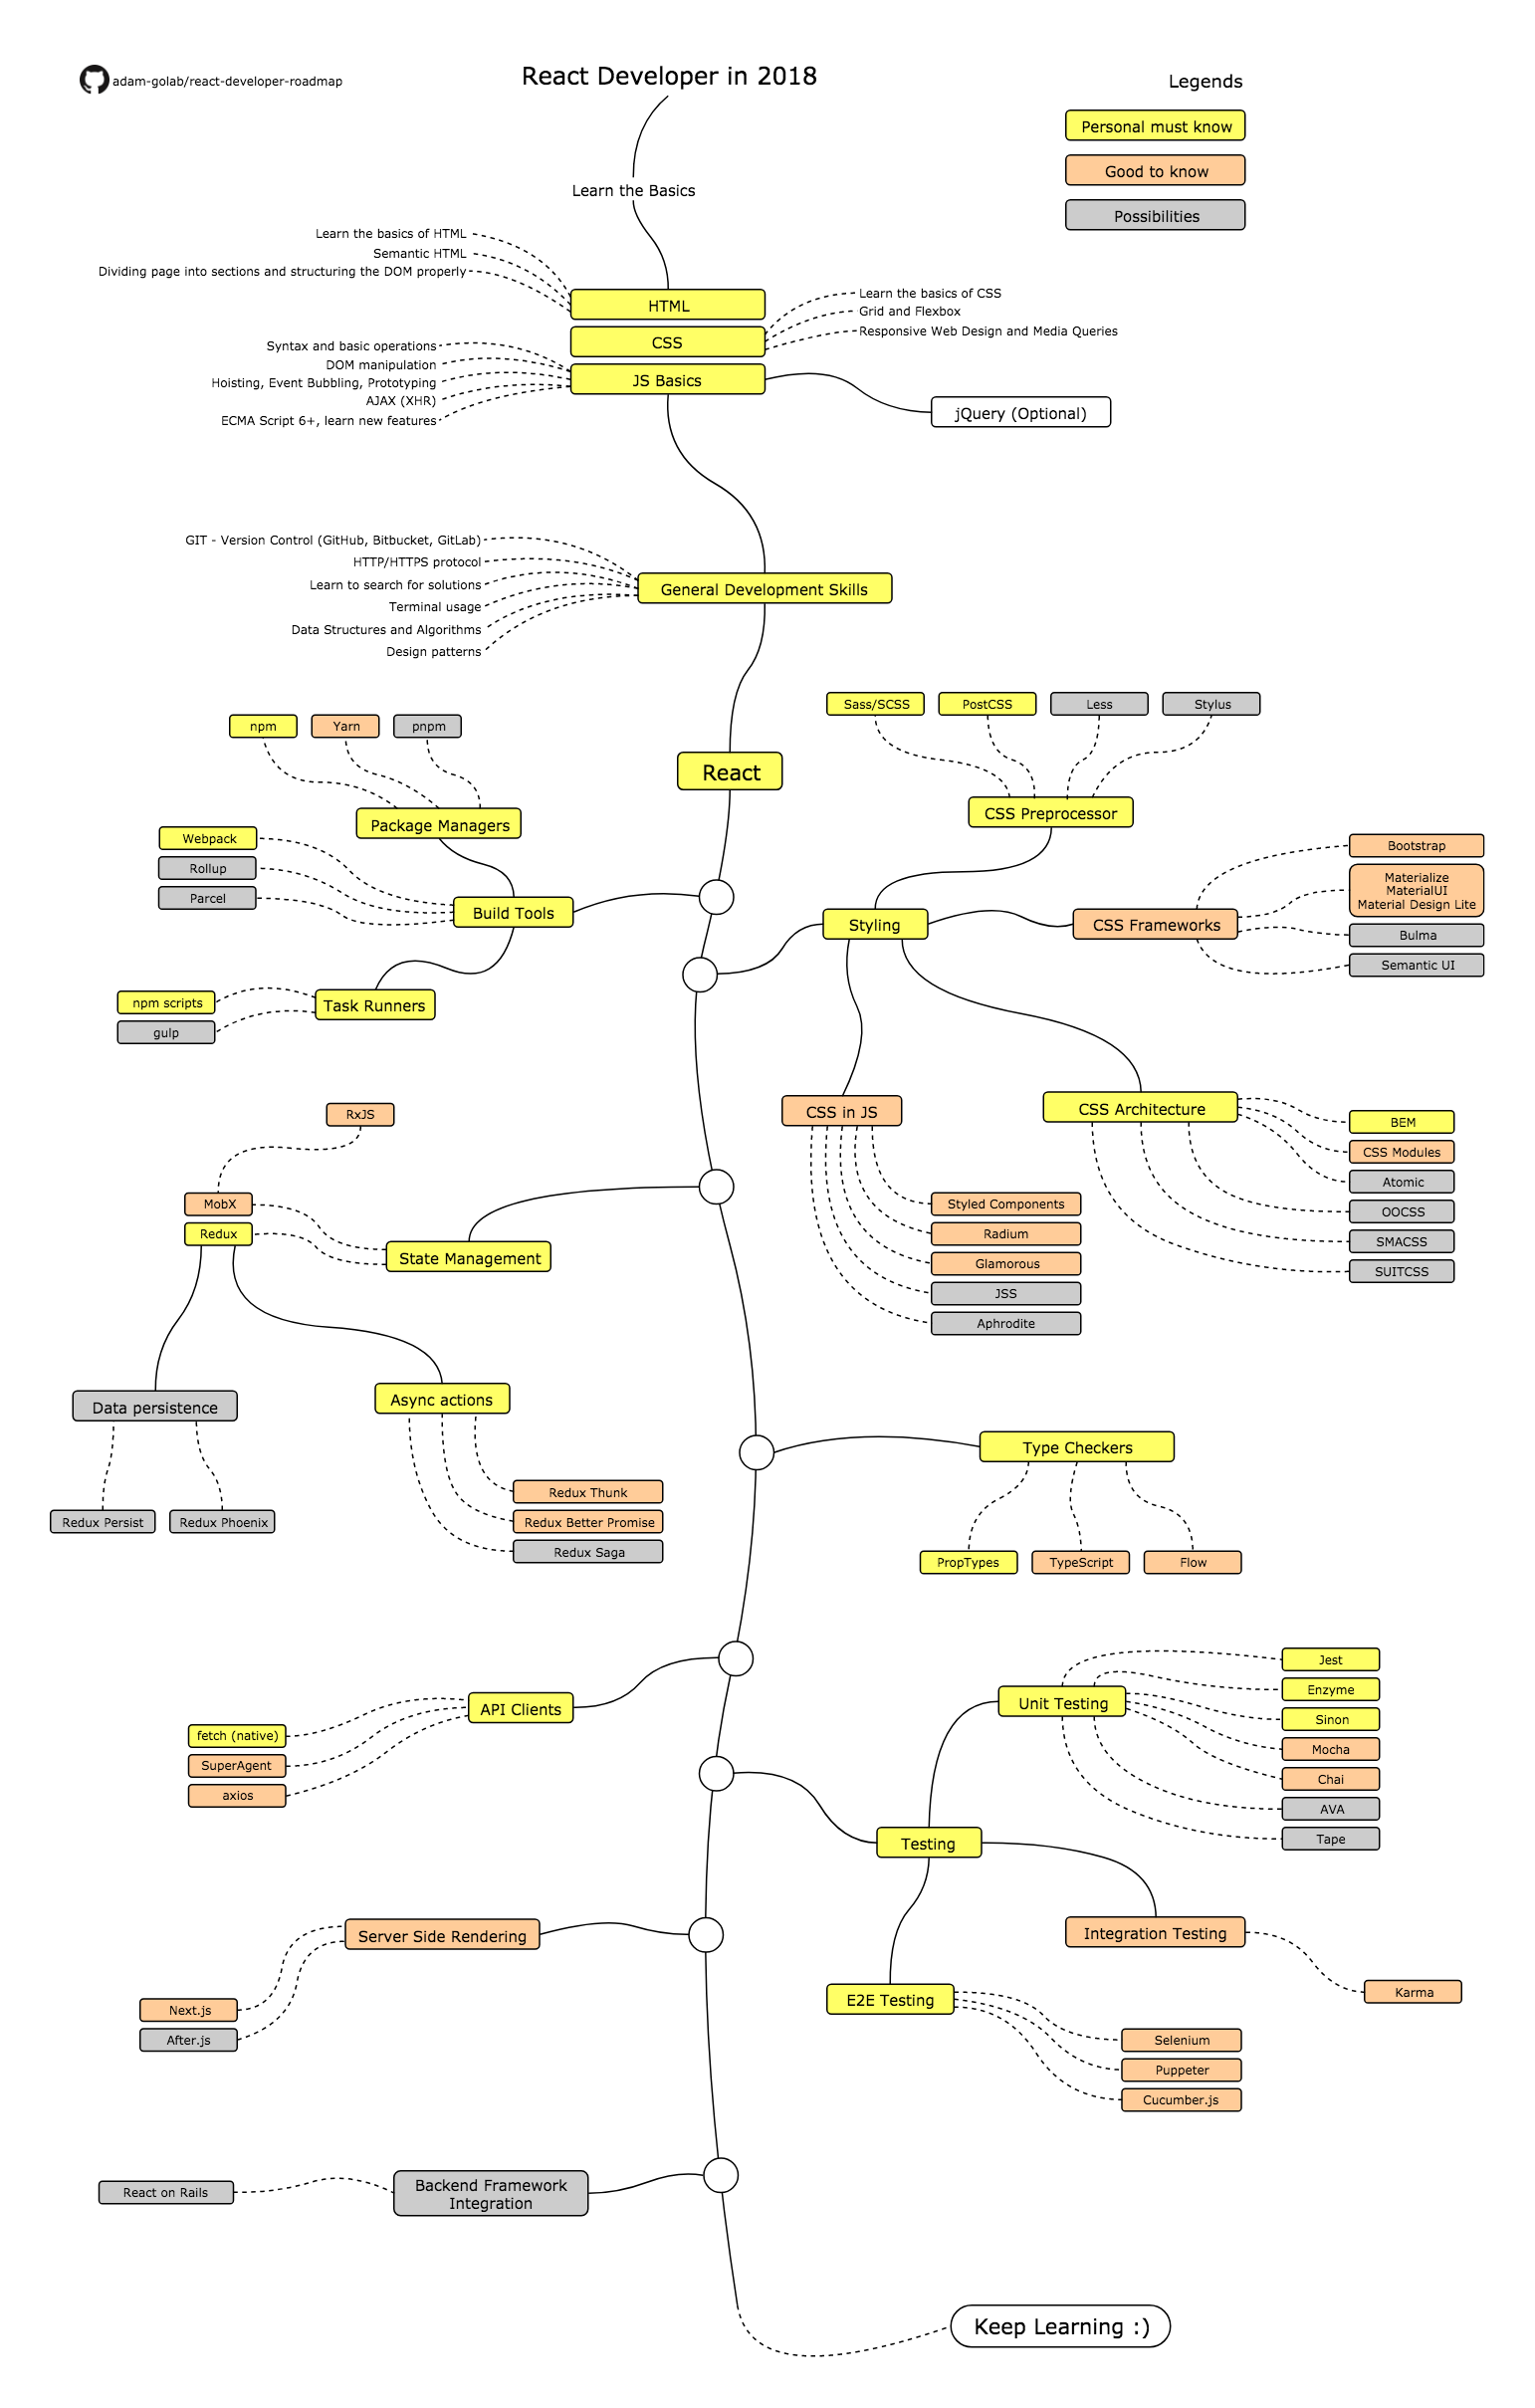 adam-golab/react-developer-roadmap
React Developer in 2018
Legends
Personal must know
Good to know
Possibilities
Learn the Basics
Learn the basics of HTML
Semantic HTML
Dividing page into sections and structuring the DOM properly
HTML
CSS
JS Basics
Learn the basics of CSS
Grid and Flexbox
Responsive Web Design and Media Queries
Syntax and basic operations
DOM manipulation
Hoisting, Event Bubbling, Prototyping
AJAX (XHR)
ECMA Script 6+, learn new features
jQuery (Optional)
GIT - Version Control (GitHub, Bitbucket, GitLab)
HTTP/HTTPS protocol
Learn to search for solutions
Terminal usage
Data Structures and Algorithms
Design patterns
General Development Skills
React
npm
Yarn
pnpm
Package Managers
Webpack
Rollup
Parcel
Build Tools
npm scripts
gulp
Task Runners
Sass/SCSS
PostCSS
Less
Stylus
CSS Preprocessor
Styling
CSS Frameworks
Bootstrap
Materialize
MaterialUI
Material Design Lite
Bulma
Semantic UI
CSS in JS
Styled Components
Radium
Glamorous
JSS
Aphrodite
CSS Architecture
BEM
CSS Modules
Atomic
OOCSS
SMACSS
SUITCSS
RxJS
MobX
Redux
State Management
Data persistence
Redux Persist
Redux Phoenix
Async actions
Redux Thunk
Redux Better Promise
Redux Saga
Type Checkers
PropTypes
TypeScript
Flow
API Clients
fetch (native)
SuperAgent
axios
Unit Testing
Jest
Enzyme
Sinon
Mocha
Chai
AVA
Tape
Testing
Integration Testing
Karma
E2E Testing
Selenium
Puppeter
Cucumber.js
Server Side Rendering
Next.js
After.js
React on Rails
Backend Framework
Integration
Keep Learning :)